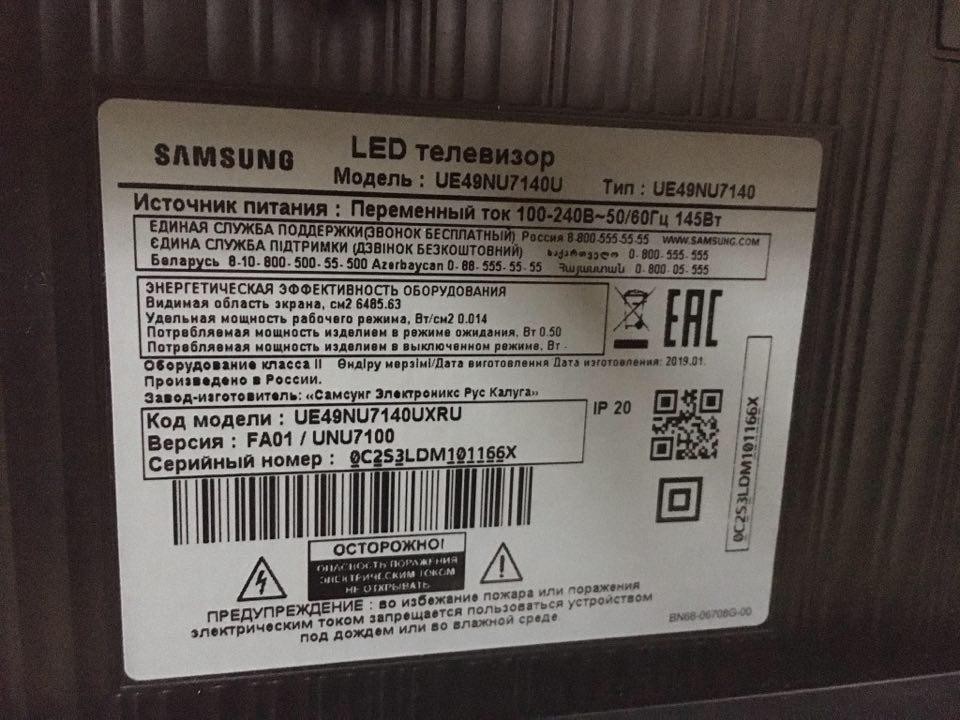 SAMSUNG
LED телевизор
Модель : UE49NU7140U Тип : UE49NU7140
Источник питания : Переменный ток 100-240В~50/60Гц 145Вт
ЕДИНАЯ СЛУЖБА ПОДДЕРЖКИ(ЗВОНОК БЕСПЛАТНЫЙ) Россия 8-800-555-55-55 WWW.SAMSUNG.COM
ЄДИНА СЛУЖБА ПІДТРИМКИ (ДЗВІНОК БЕЗКОШТОВНИЙ) საქართველო 0-800-555-555
Беларусь 8-10-800-500-55-500 Azerbaycan 0-88-555-55-55 Հայաստան 0-800-05-555
ЭНЕРГЕТИЧЕСКАЯ ЭФФЕКТИВНОСТЬ ОБОРУДОВАНИЯ
Видимая область экрана, см2 6485.63
Удельная мощность рабочего режима, Вт/см2 0.014
Потребляемая мощность изделием в режиме ожидания, Вт 0.50
Потребляемая мощность изделием в выключенном режиме, Вт -
EAC
Оборудование класса II Өндіру мерзімі/Дата виготовлення Дата изготовления: 2019.01.
Произведено в России.
Завод-изготовитель: «Самсунг Электроникс Рус Калуга»
Код модели : UE49NU7140UXRU
Версия : FA01 / UNU7100
Серийный номер : 0C2S3LDM101166X
IP 20
0C2S3LDM101166X
ОСТОРОЖНО!
ОПАСНОСТЬ ПОРАЖЕНИЯ
ЭЛЕКТРИЧЕСКИМ ТОКОМ
НЕ ОТКРЫВАТЬ
ПРЕДУПРЕЖДЕНИЕ : во избежание пожара или поражения
электрическим током запрещается пользоваться устройством
под дождем или во влажной среде
BN68-06708G-00